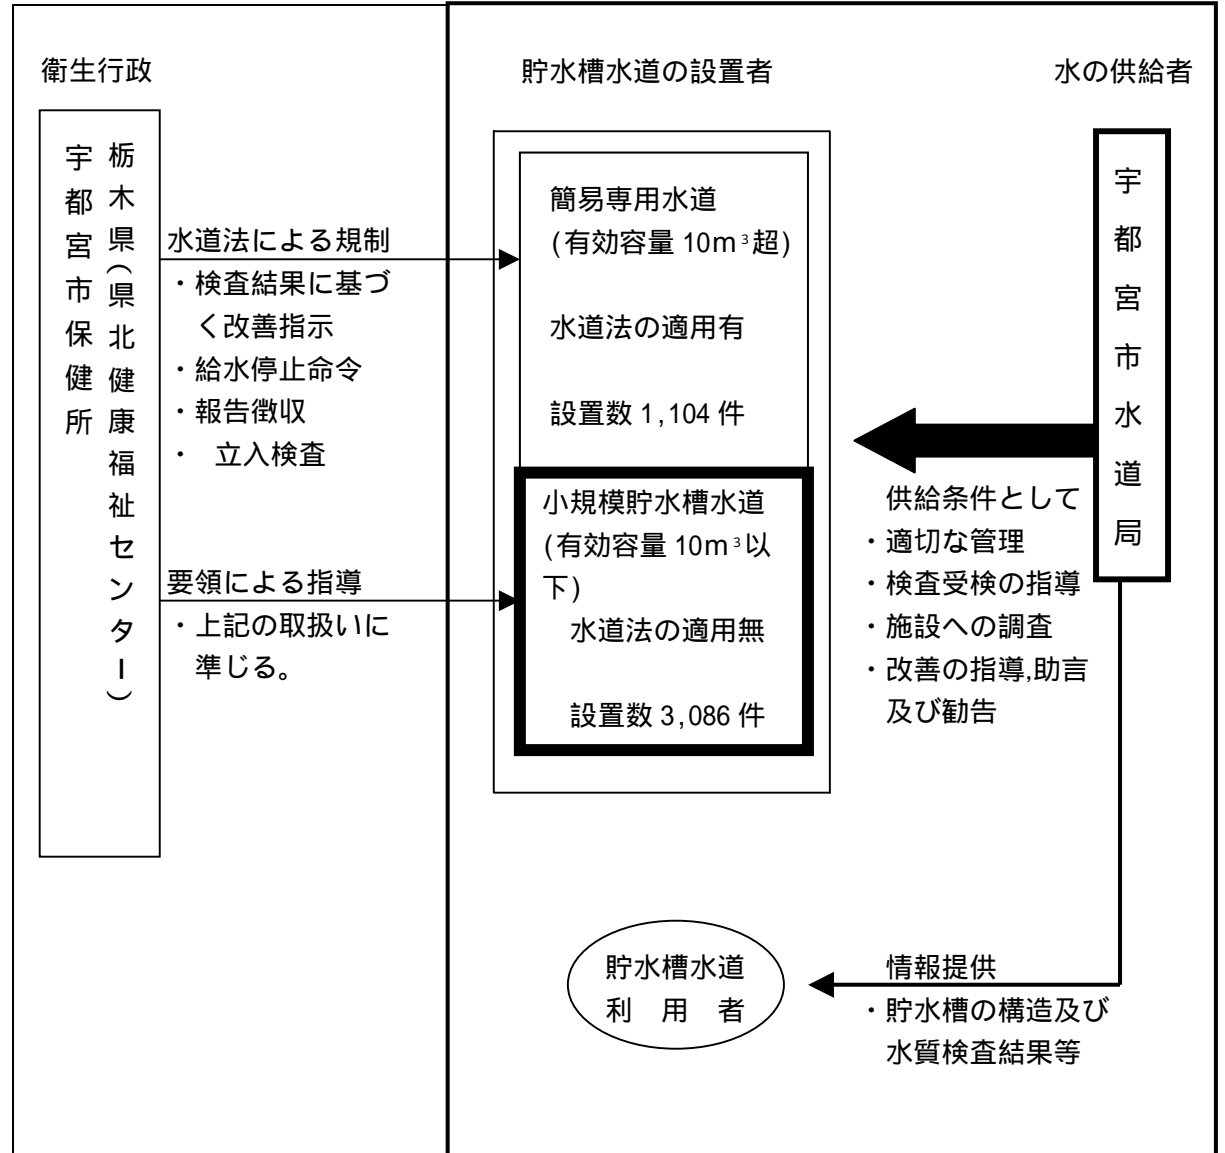 衛生行政
貯水槽水道の設置者
水の供給者
栃木県(県北健康福祉センター)
宇都宮市保健所
水道法による規制
・検査結果に基づ
く改善指示
・給水停止命令
・報告徴収
・ 立入検査
要領による指導
・上記の取扱いに
準じる。
簡易専用水道
(有効容量 10m³超)
水道法の適用有
設置数 1,104 件
小規模貯水槽水道
(有効容量 10m³以
下)
水道法の適用無
設置数 3,086 件
宇都宮市水道局
供給条件として
・適切な管理
・検査受検の指導
・施設への調査
・改善の指導,助言
及び勧告
貯水槽水道
利 用 者
情報提供
・貯水槽の構造及び
水質検査結果等